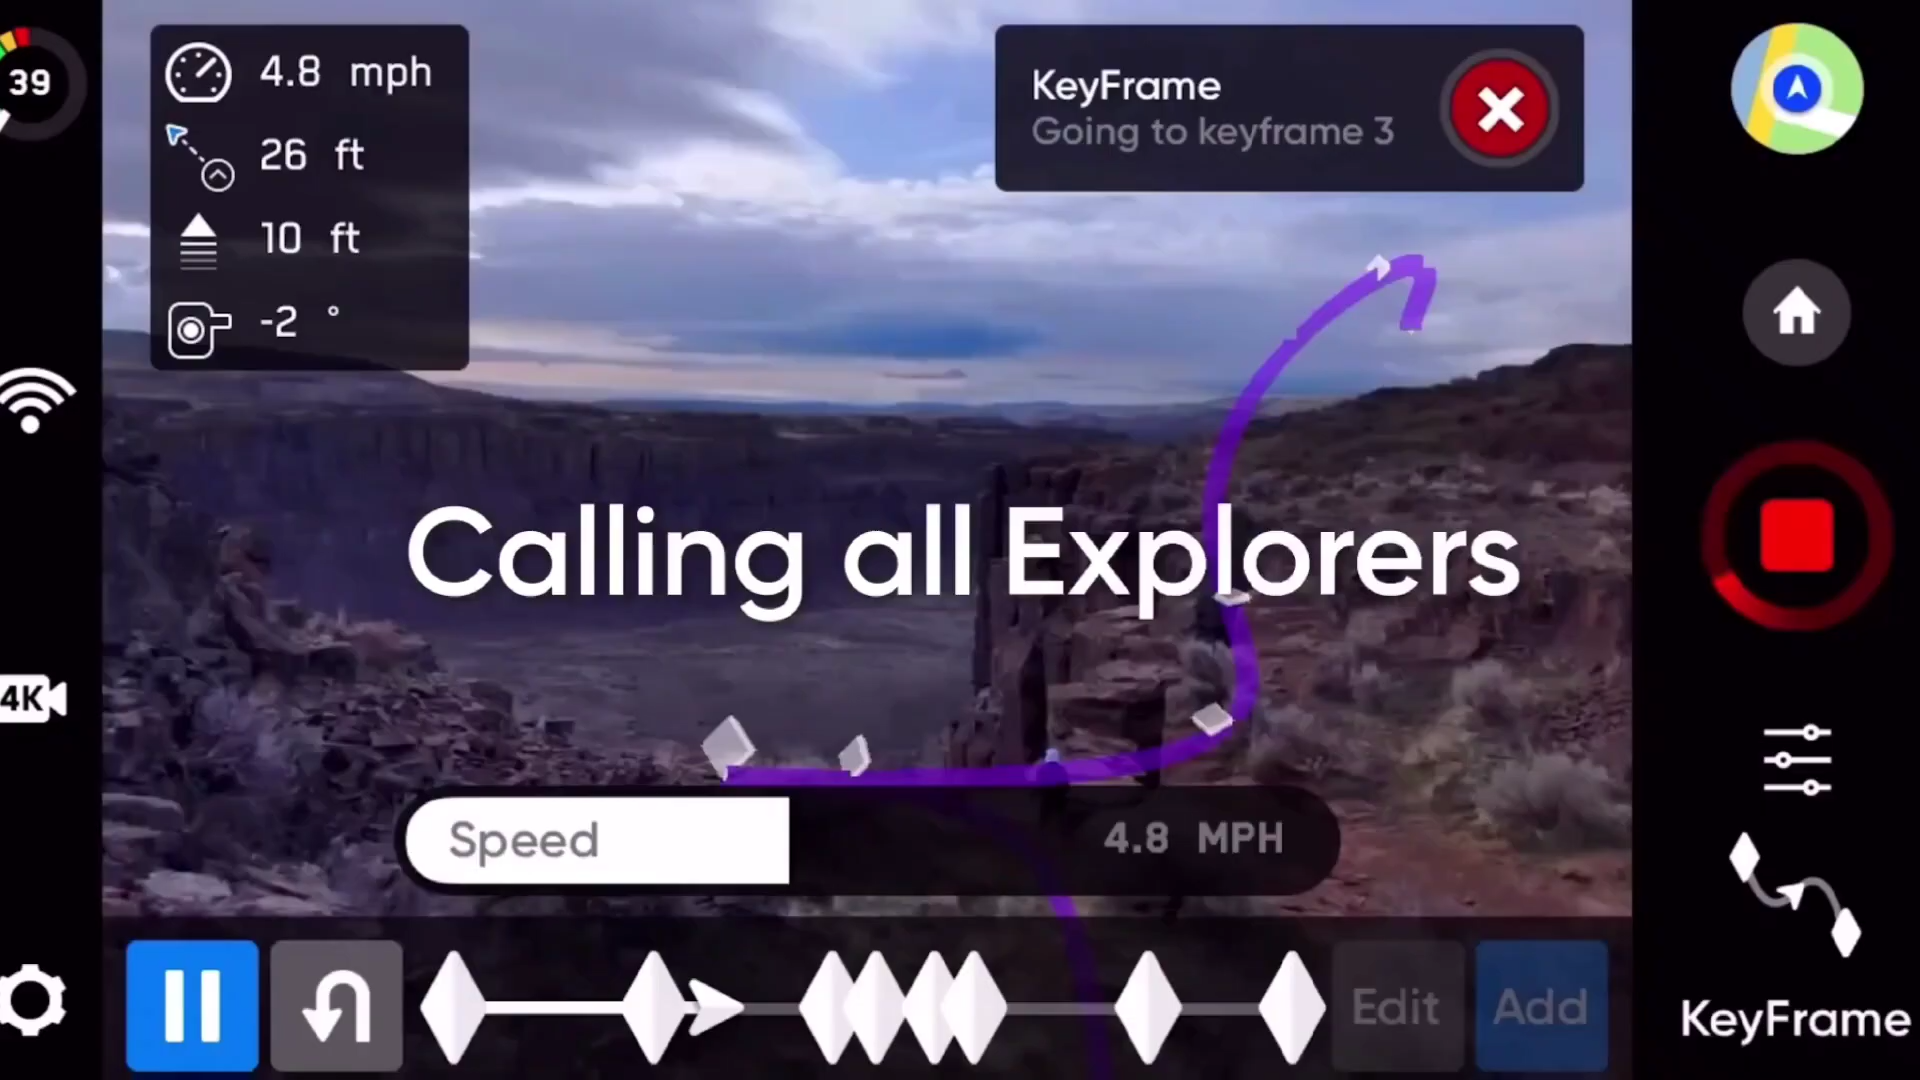 39
4.8 mph
26 ft
10 ft
-2 °
KeyFrame
Going to keyframe 3
Calling all Explorers
4K
Speed
4.8 MPH
Edit
Add
KeyFrame